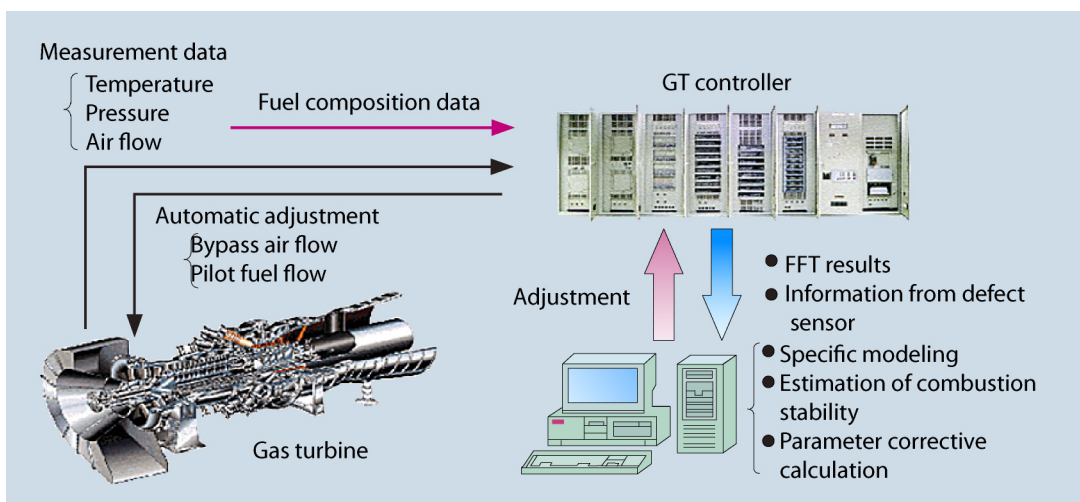 Measurement data
Temperature
Pressure
Air flow
Fuel composition data
GT controller
Automatic adjustment
Bypass air flow
Pilot fuel flow
Adjustment
● FFT results
● Information from defect
sensor
● Specific modeling
● Estimation of combustion
stability
● Parameter corrective
calculation
Gas turbine